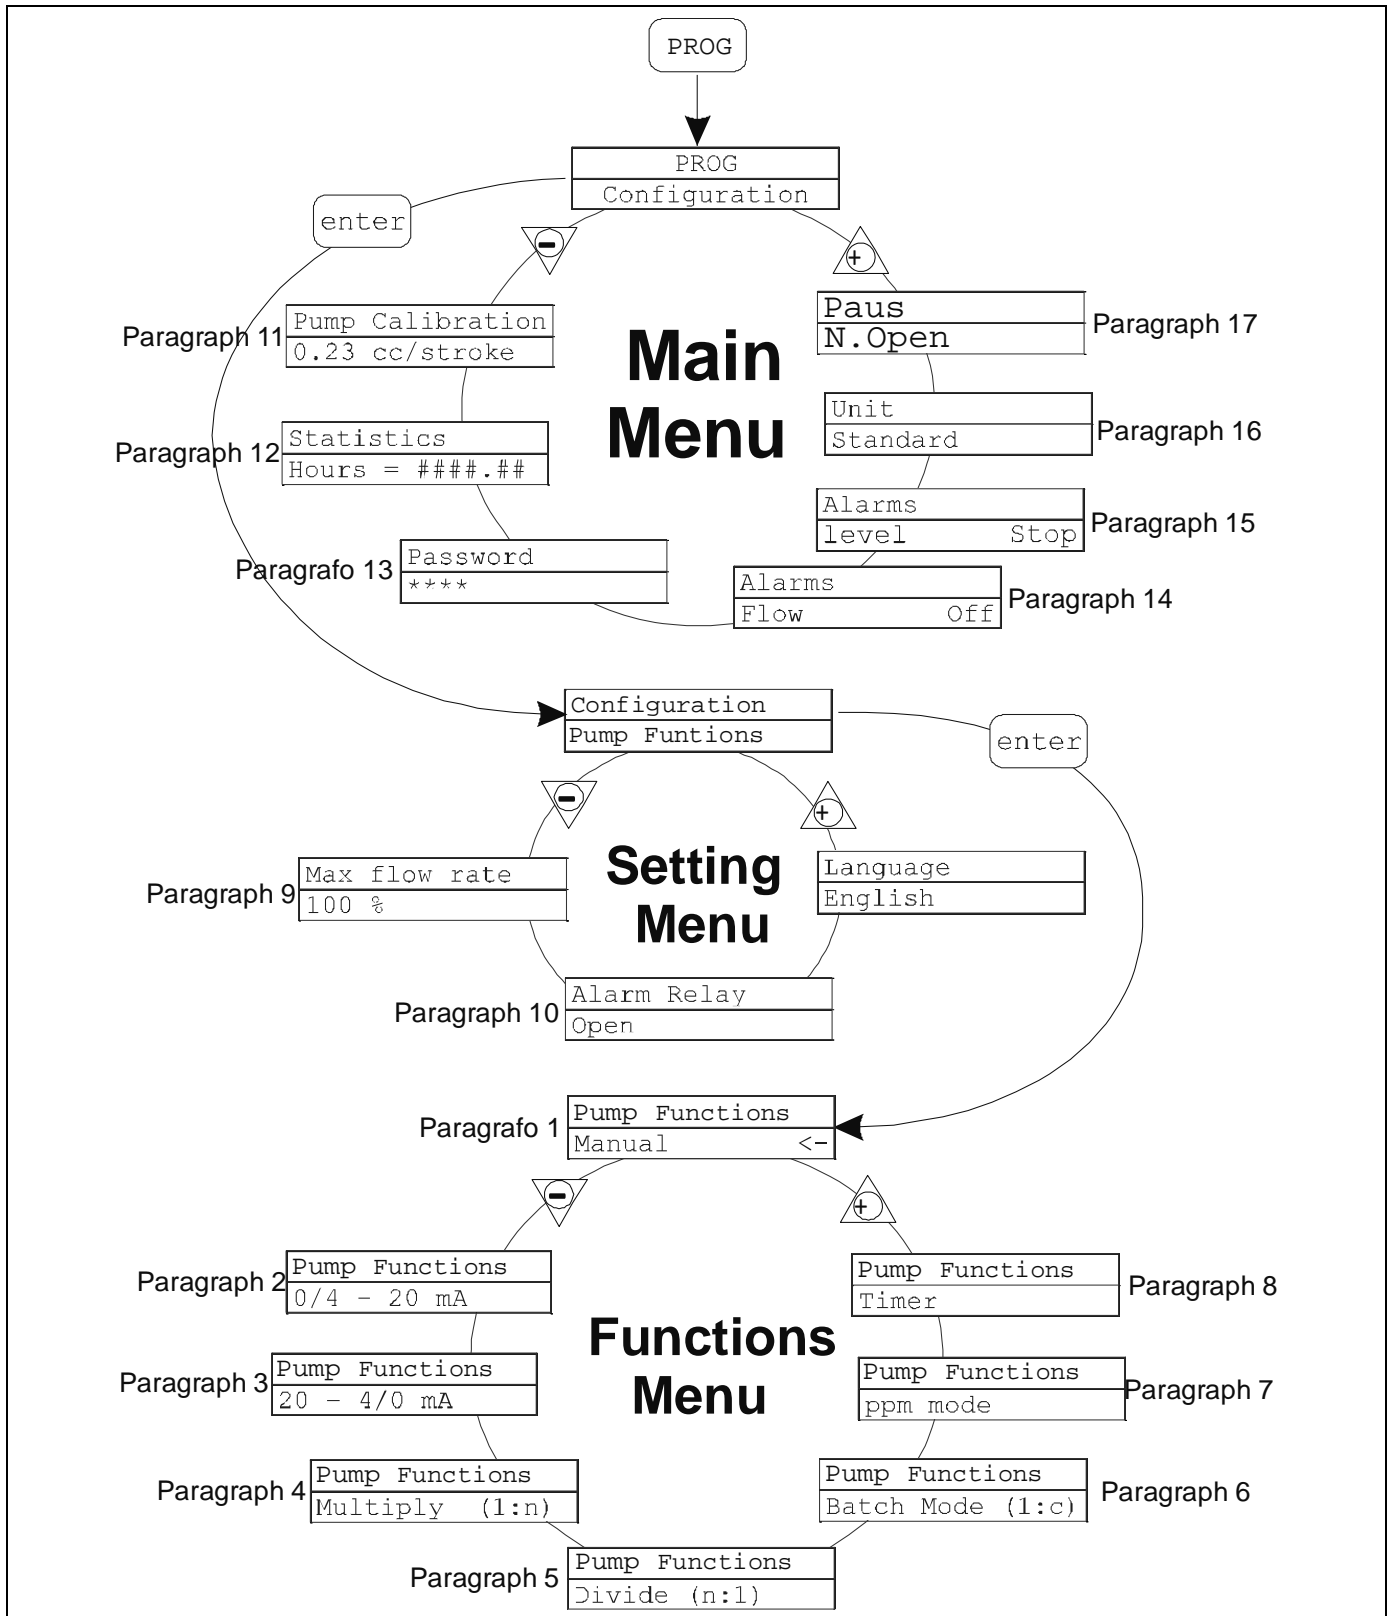 PROG
PROG
Configuration
enter
−
+
Pump Calibration
0.23 cc/stroke
Paragraph 11
Paus
N.Open
Paragraph 17
Main
Menu
Unit
Standard
Paragraph 16
Statistics
Hours = ####.##
Paragraph 12
Alarms
level Stop
Paragraph 15
Password
****
Paragrafo 13
Alarms
Flow Off
Paragraph 14
Configuration
Pump Funtions
enter
−
+
Setting
Menu
Max flow rate
100 %
Paragraph 9
Language
English
Alarm Relay
Open
Paragraph 10
Paragrafo 1
Pump Functions
Manual <-
−
+
Paragraph 2
Pump Functions
0/4 – 20 mA
Pump Functions
Timer
Paragraph 8
Functions
Menu
Paragraph 3
Pump Functions
20 – 4/0 mA
Pump Functions
ppm mode
Paragraph 7
Paragraph 4
Pump Functions
Multiply (1:n)
Pump Functions
Batch Mode (1:c)
Paragraph 6
Paragraph 5
Pump Functions
Divide (n:1)